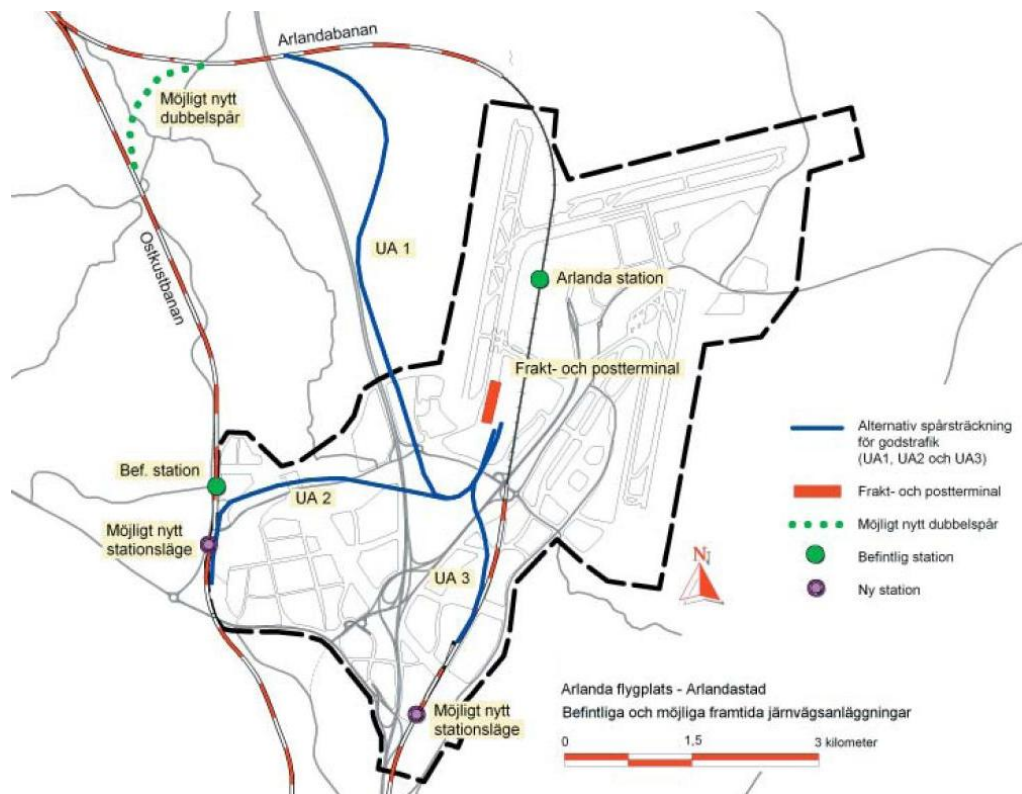 Arlandabanan
Möjligt nytt
dubbelspår
Ostkustbanan
UA 1
Arlanda station
Frakt- och postterminal
Bef. station
UA 2
Möjligt nytt
stationsläge
UA 3
Möjligt nytt
stationsläge
Alternativ spårsträckning
för godstrafik
(UA1, UA2 och UA3)
Frakt- och postterminal
Möjligt nytt dubbelspår
Befintlig station
Ny station
N
Arlanda flygplats - Arlandastad
Befintliga och möjliga framtida järnvägsanläggningar
0 1,5 3 kilometer